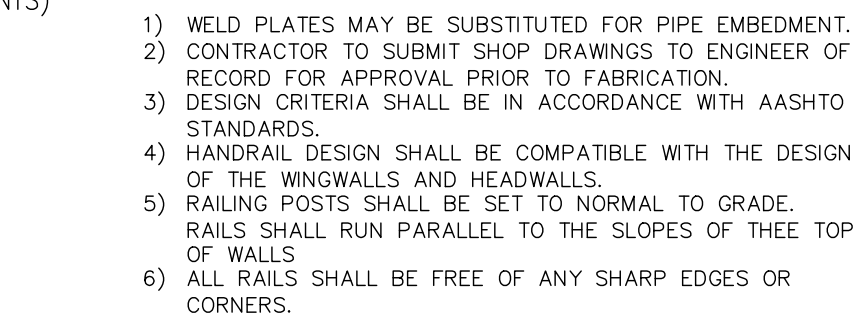 NTS)
1) WELD PLATES MAY BE SUBSTITUTED FOR PIPE EMBEDMENT.
2) CONTRACTOR TO SUBMIT SHOP DRAWINGS TO ENGINEER OF
RECORD FOR APPROVAL PRIOR TO FABRICATION.
3) DESIGN CRITERIA SHALL BE IN ACCORDANCE WITH AASHTO
STANDARDS.
4) HANDRAIL DESIGN SHALL BE COMPATIBLE WITH THE DESIGN
OF THE WINGWALLS AND HEADWALLS.
5) RAILING POSTS SHALL BE SET TO NORMAL TO GRADE.
RAILS SHALL RUN PARALLEL TO THE SLOPES OF THEE TOP
OF WALLS
6) ALL RAILS SHALL BE FREE OF ANY SHARP EDGES OR
CORNERS.